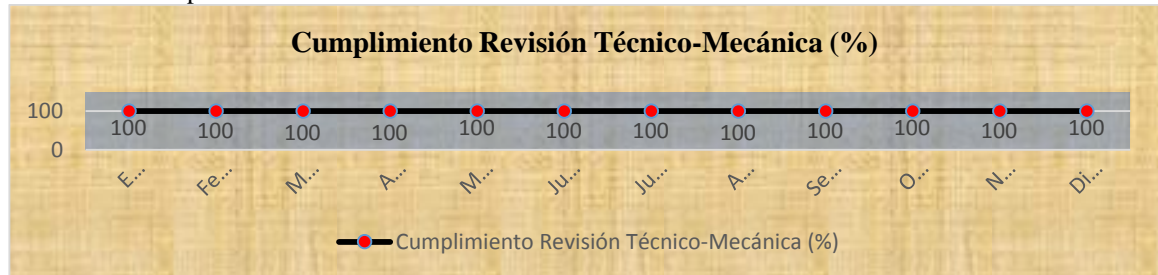 Cumplimiento Revisión Técnico-Mecánica (%)
100
100 100 100 100 100 100 100 100 100 100 100 100
0
E... Fe... M... A... M... Ju... Ju... A... Se... O... N... Di...
Cumplimiento Revisión Técnico-Mecánica (%)